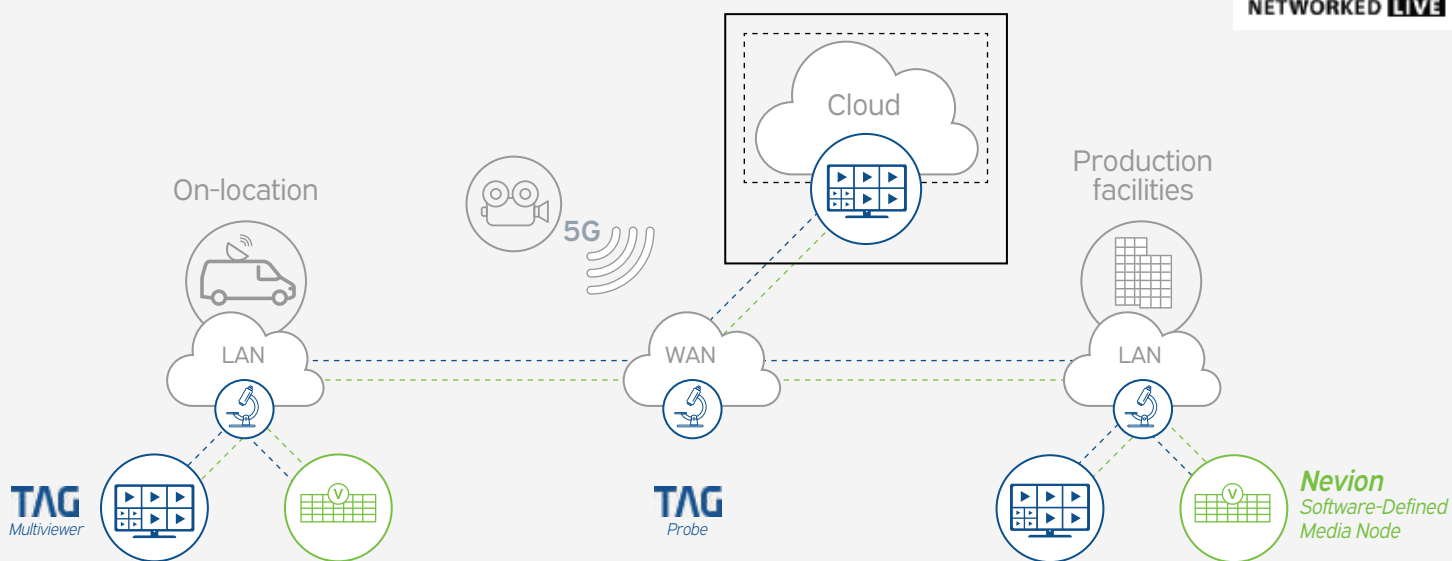 NETWORKED LIVE
Cloud
On-location
5G
Production
facilities
LAN
WAN
LAN
TAG
Multiviewer
V
TAG
Probe
V
Nevion
Software-Defined
Media Node